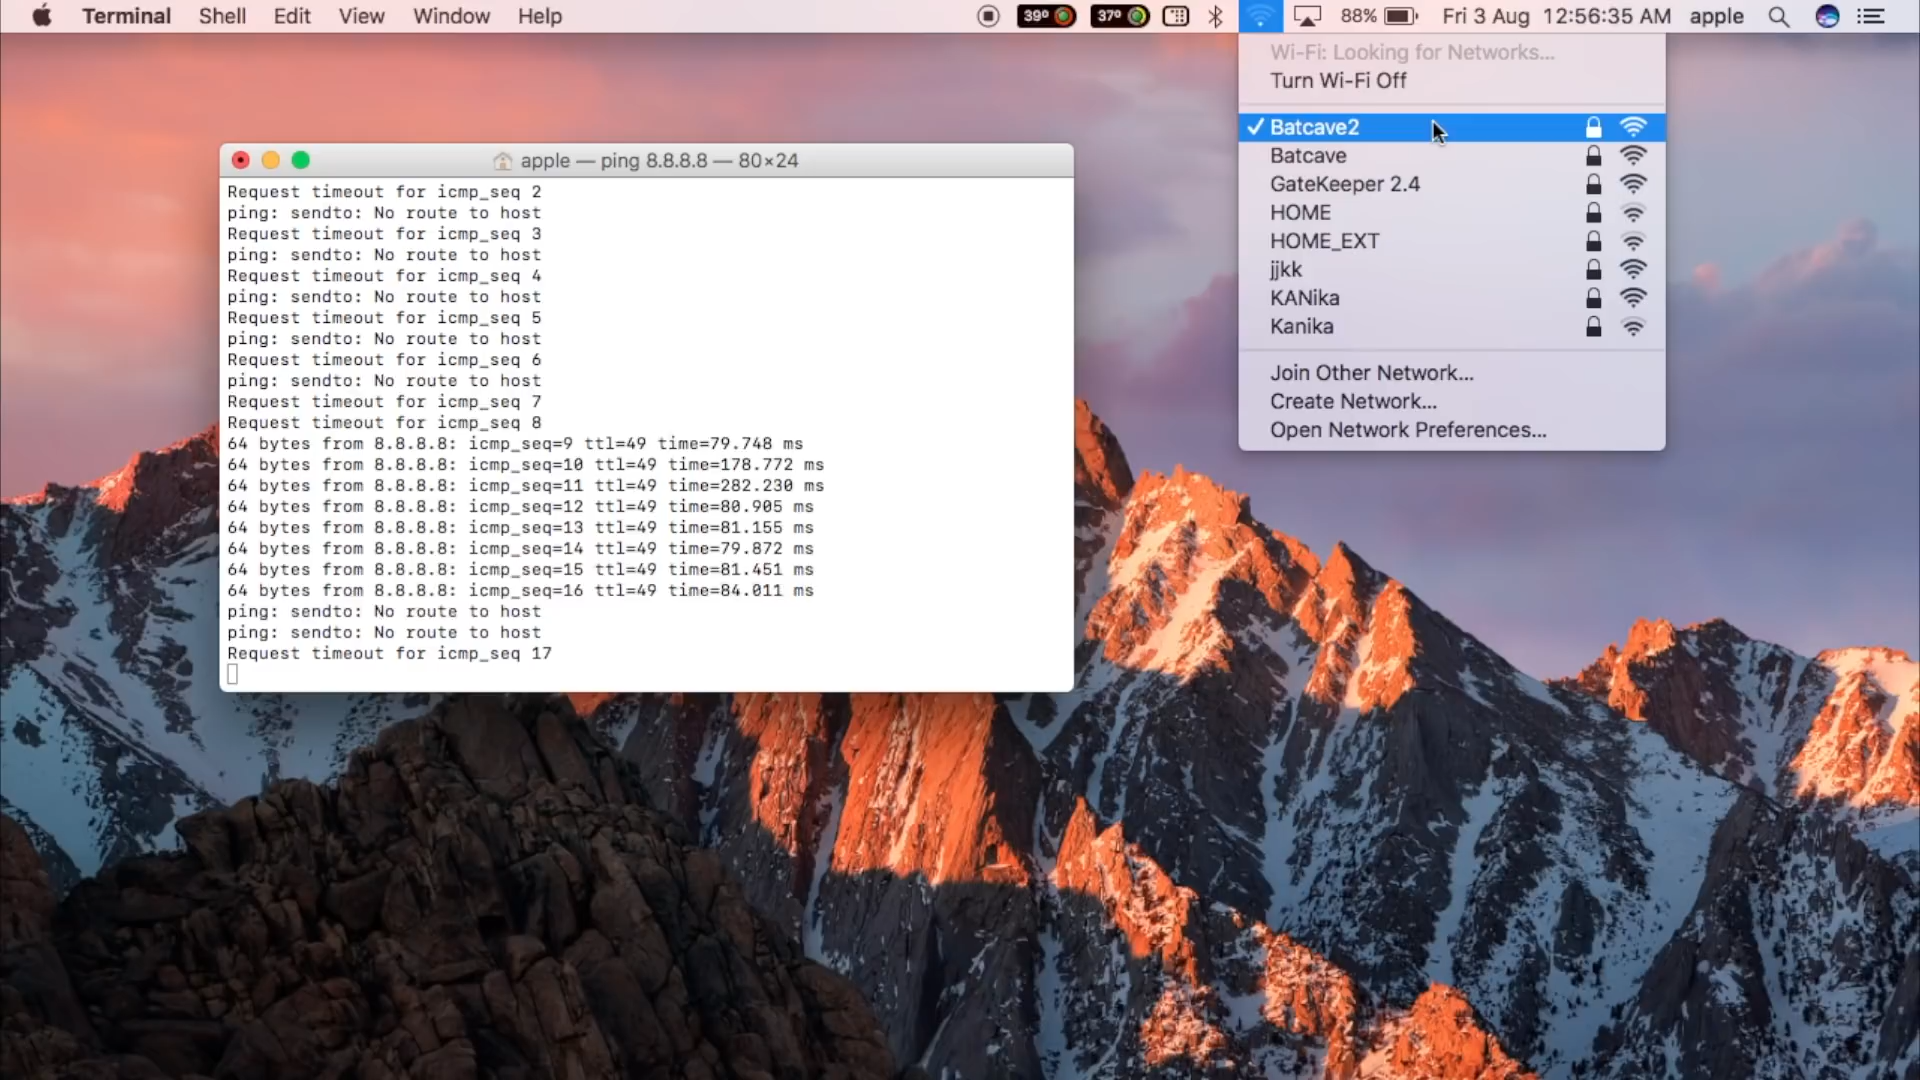 Terminal Shell Edit View Window Help 39° 37° 88% Fri 3 Aug 12:56:35 AM apple
Wi-Fi: Looking for Networks...
Turn Wi-Fi Off
Batcave2
Batcave
GateKeeper 2.4
HOME
HOME_EXT
jjkk
KANika
Kanika
Join Other Network...
Create Network...
Open Network Preferences...
apple — ping 8.8.8.8 — 80×24
Request timeout for icmp_seq 2
ping: sendto: No route to host
Request timeout for icmp_seq 3
ping: sendto: No route to host
Request timeout for icmp_seq 4
ping: sendto: No route to host
Request timeout for icmp_seq 5
ping: sendto: No route to host
Request timeout for icmp_seq 6
ping: sendto: No route to host
Request timeout for icmp_seq 7
Request timeout for icmp_seq 8
64 bytes from 8.8.8.8: icmp_seq=9 ttl=49 time=79.748 ms
64 bytes from 8.8.8.8: icmp_seq=10 ttl=49 time=178.772 ms
64 bytes from 8.8.8.8: icmp_seq=11 ttl=49 time=282.230 ms
64 bytes from 8.8.8.8: icmp_seq=12 ttl=49 time=80.905 ms
64 bytes from 8.8.8.8: icmp_seq=13 ttl=49 time=81.155 ms
64 bytes from 8.8.8.8: icmp_seq=14 ttl=49 time=79.872 ms
64 bytes from 8.8.8.8: icmp_seq=15 ttl=49 time=81.451 ms
64 bytes from 8.8.8.8: icmp_seq=16 ttl=49 time=84.011 ms
ping: sendto: No route to host
ping: sendto: No route to host
Request timeout for icmp_seq 17